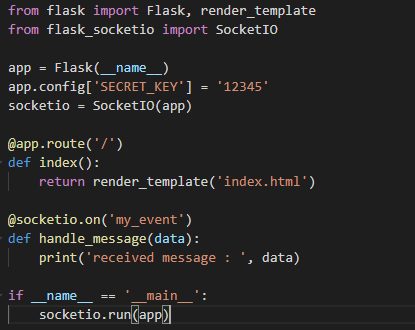 from flask import Flask, render_template
from flask_socketio import SocketIO
app = Flask(__name__)
app.config['SECRET_KEY'] = '12345'
socketio = SocketIO(app)
@app.route('/')
def index():
    return render_template('index.html')
@socketio.on('my_event')
def handle_message(data):
    print('received message : ', data)
if __name__ == '__main__':
    socketio.run(app)